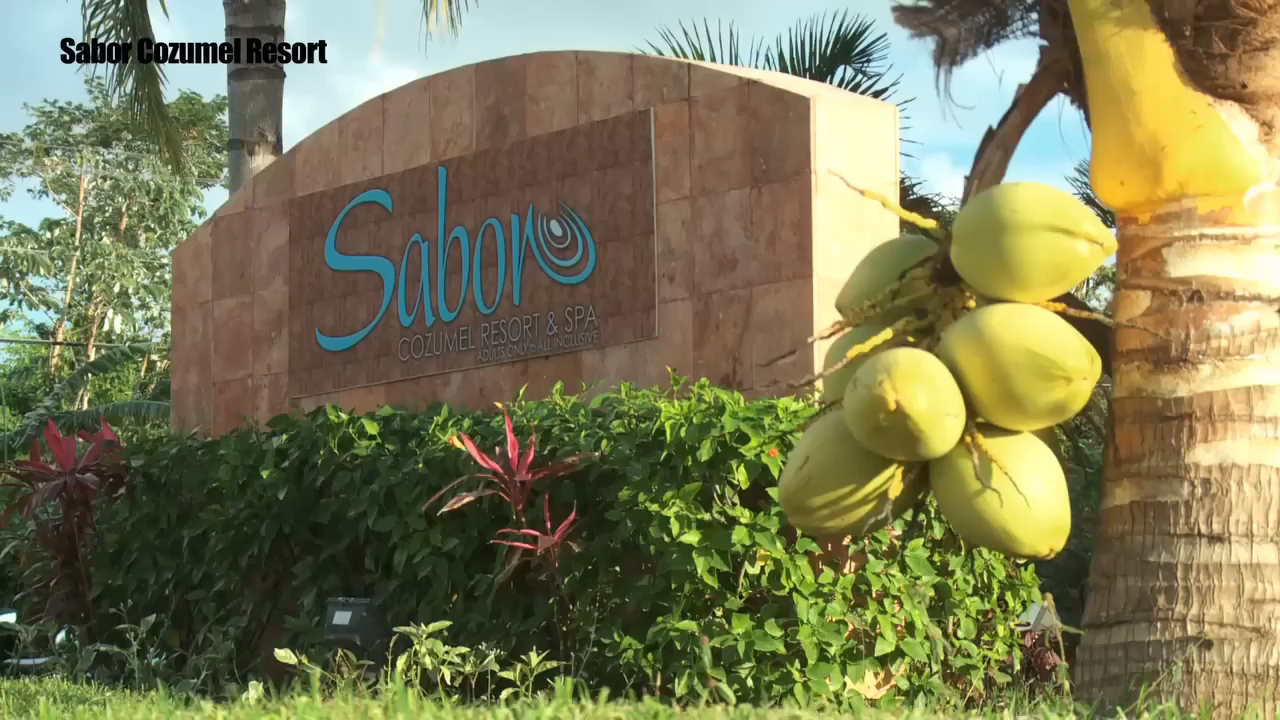 Sabor Cozumel Resort
Sabor
COZUMEL RESORT & SPA
ADULTS ONLY - ALL INCLUSIVE